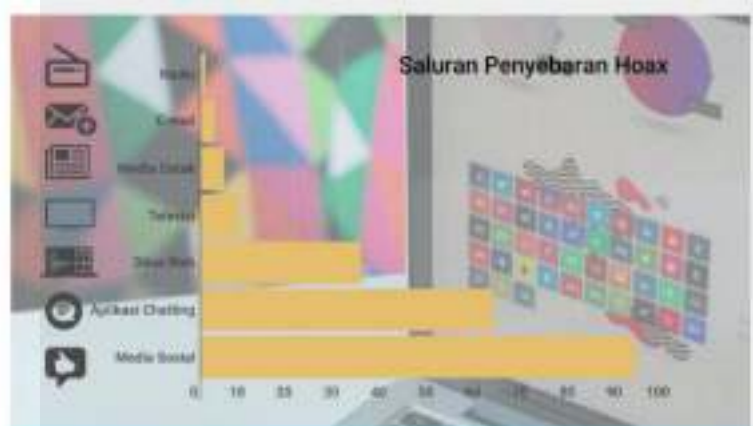 Saluran Penyebaran Hoax
Radio
E-mail
Media Cetak
Televisi
Situs Web
Aplikasi Chatting
Media Sosial
0 10 20 30 40 50 60 70 80 90 100